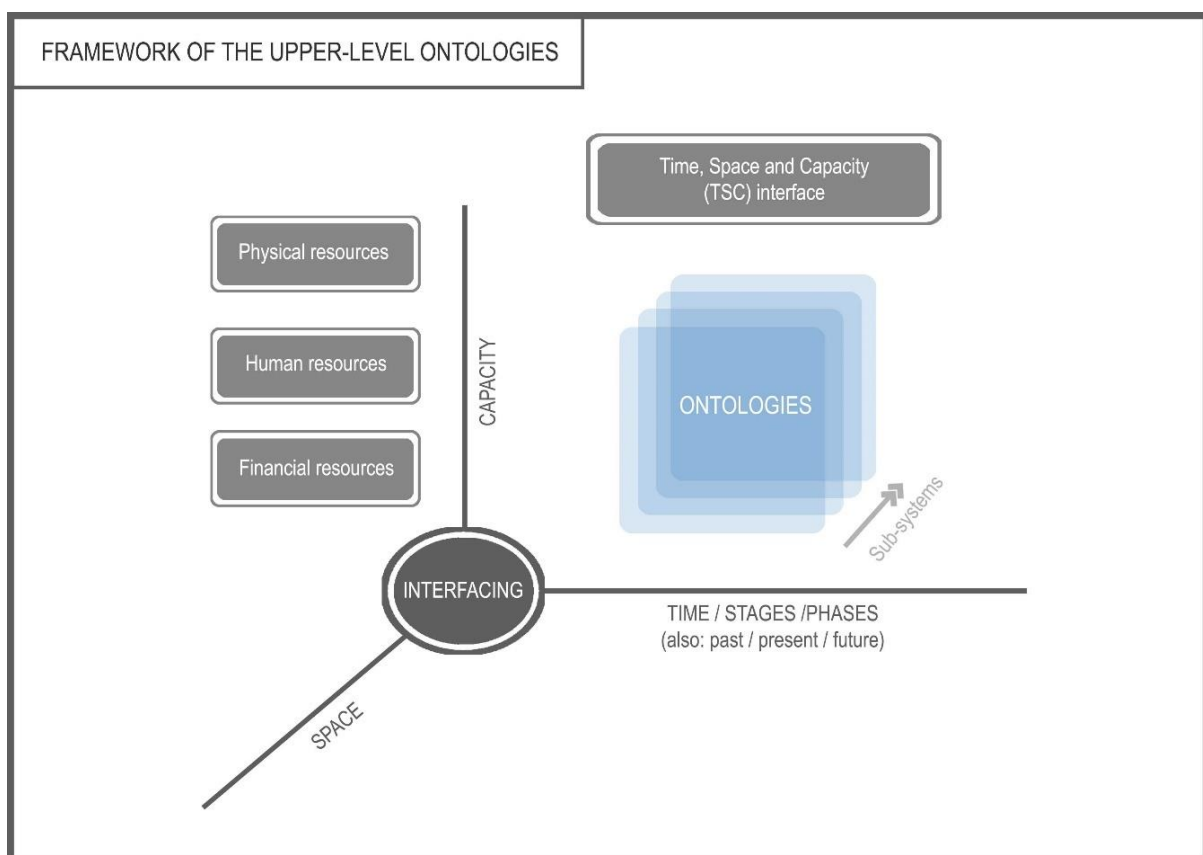 FRAMEWORK OF THE UPPER-LEVEL ONTOLOGIES
Time, Space and Capacity
(TSC) interface
Physical resources
Human resources
Financial resources
CAPACITY
ONTOLOGIES
Sub-systems
INTERFACING
TIME / STAGES /PHASES
(also: past / present / future)
SPACE